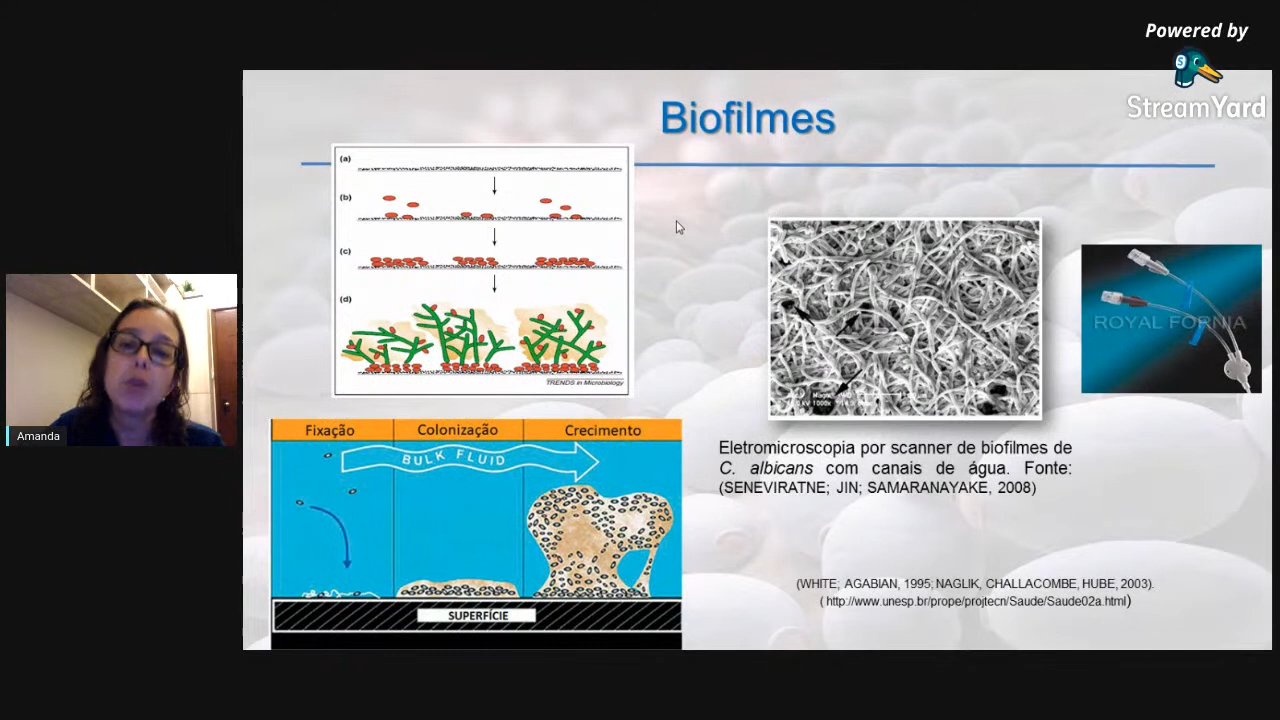 Powered by
StreamYard
Biofilmes
(a)
(b)
(c)
(d)
TRENDS in Microbiology
ROYAL FORNIA
Amanda
Fixação
Colonização
Crecimento
BULK FLUID
SUPERFÍCIE
Eletromicroscopia por scanner de biofilmes de
C. albicans com canais de água. Fonte:
(SENEVIRATNE; JIN; SAMARANAYAKE, 2008)
(WHITE; AGABIAN, 1995; NAGLIK, CHALLACOMBE, HUBE, 2003).
( http://www.unesp.br/prope/projtecn/Saude/Saude02a.html)